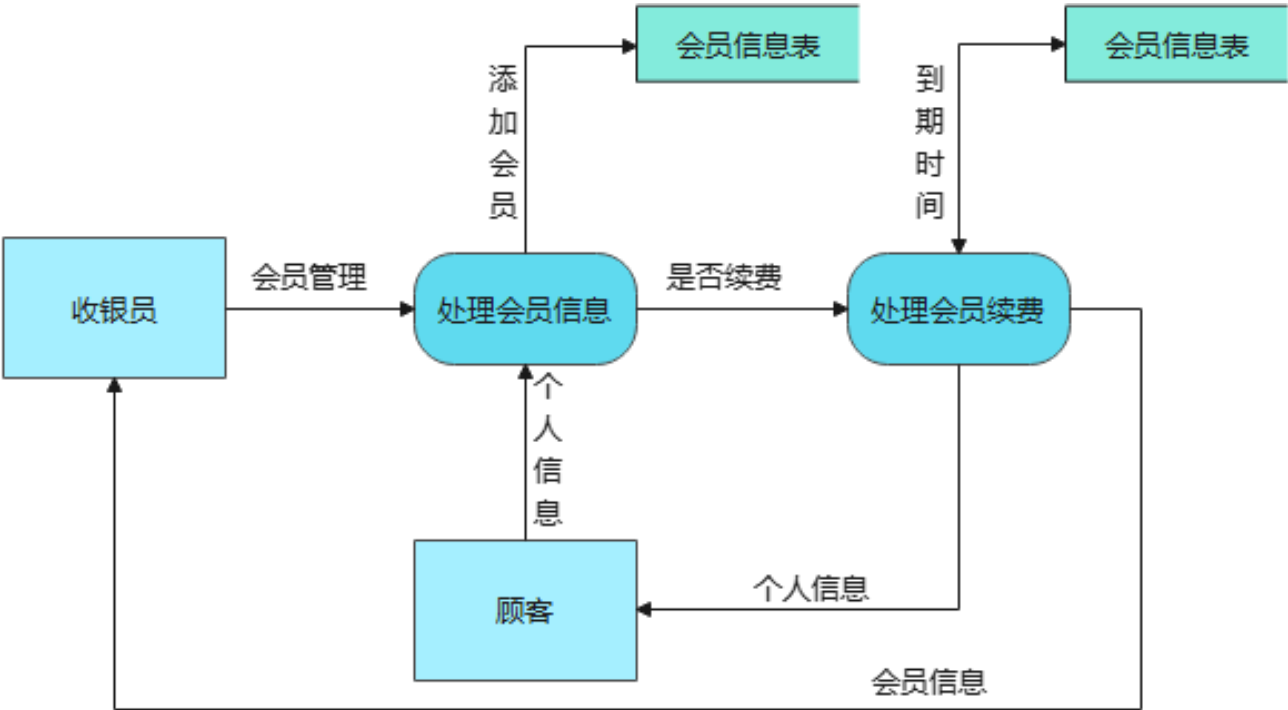 会员信息表
会员信息表
添加会员
到期时间
收银员
会员管理
处理会员信息
是否续费
处理会员续费
个人信息
顾客
个人信息
会员信息